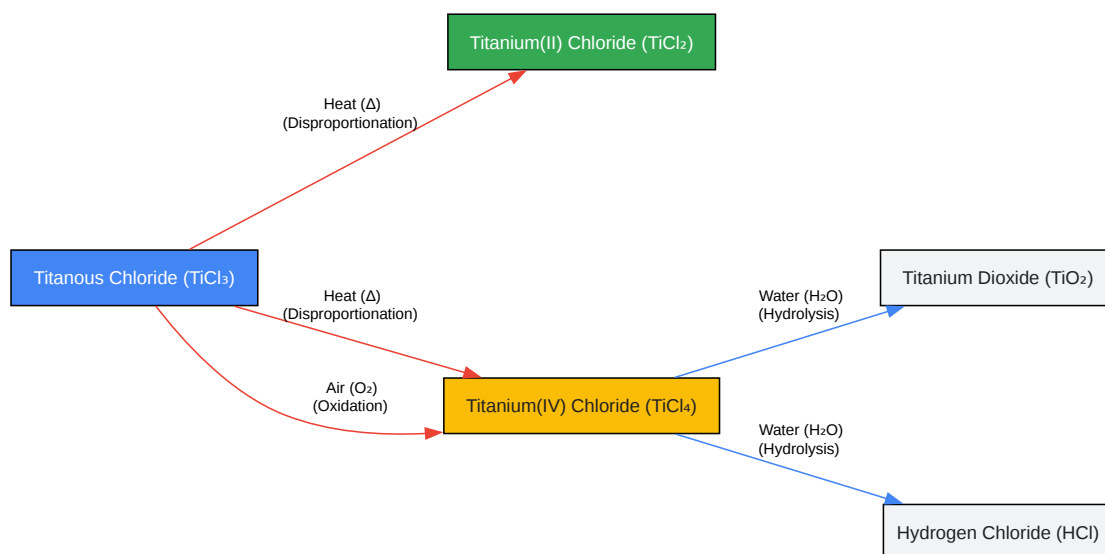 Titanium(II) Chloride (TiCl₂)
Heat (Δ)
(Disproportionation)
Titanous Chloride (TiCl₃)
Titanium Dioxide (TiO₂)
Heat (Δ)
(Disproportionation)
Water (H₂O)
(Hydrolysis)
Air (O₂)
(Oxidation)
Titanium(IV) Chloride (TiCl₄)
Water (H₂O)
(Hydrolysis)
Hydrogen Chloride (HCl)